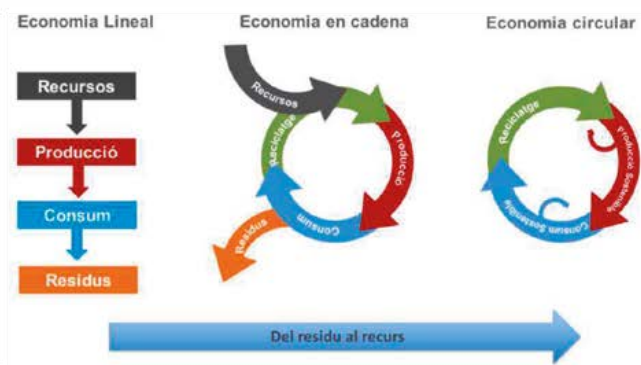 Economia Lineal
Recursos
Producció
Consum
Residus
Economia en cadena
Recursos
Reciclatge
Producció
Consum
Residus
Economia circular
Reciclatge
Producció Sostenible
Consum Sostenible
Del residu al recurs